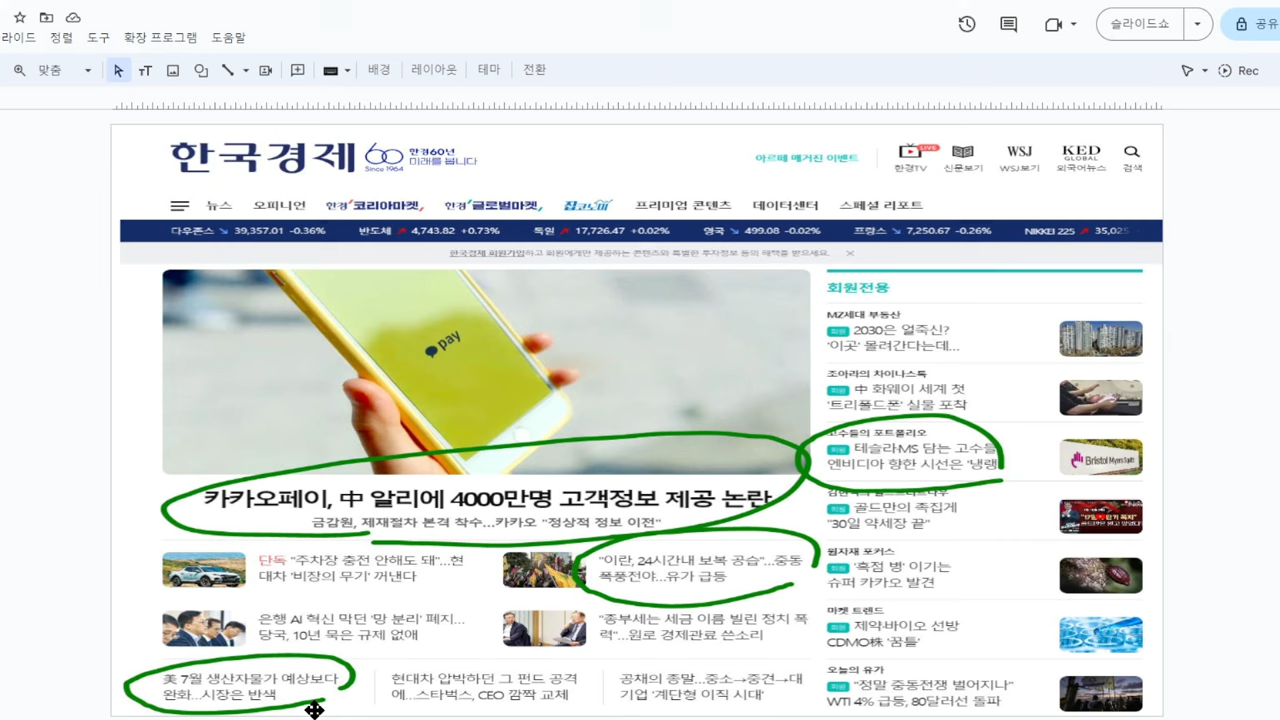 라이드 정렬 도구 확장 프로그램 도움말
슬라이드쇼 공유
맞춤 배경 레이아웃 테마 전환 Rec
한국경제 60 Since 1964 한경60년 미래를 봅니다
아르떼 매거진 이벤트
LIVE 한경TV 신문보기 WSJ WSJ보기 KED GLOBAL 외국어뉴스 검색
뉴스 오피니언 한경코리아마켓 한경글로벌마켓 집코노미 프리미엄 콘텐츠 데이터센터 스페셜 리포트
다우존스 39,357.01 -0.36% 반도체 4,743.82 +0.73% 독일 17,726.47 +0.02% 영국 499.08 -0.02% 프랑스 7,250.67 -0.26% NIKKEI 225 35,025
한국경제 회원가입하고 회원에게만 제공하는 콘텐츠와 특별한 투자정보 등의 혜택을 받으세요.
pay
카카오페이, 中 알리에 4000만명 고객정보 제공 논란
금감원, 제재절차 본격 착수…카카오 "정상적 정보 이전"
단독 "주차장 충전 안해도 돼"…현
대차 '비장의 무기' 꺼낸다
"이란, 24시간내 보복 공습"…중동
폭풍전야…유가 급등
은행 AI 혁신 막던 '망 분리' 폐지…
당국, 10년 묵은 규제 없애
"종부세는 세금 이름 빌린 정치 폭
력"…원로 경제관료 쓴소리
美 7월 생산자물가 예상보다
완화…시장은 반색
현대차 압박하던 그 펀드 공격
에…스타벅스, CEO 깜짝 교체
공채의 종말…중소→중견→대
기업 '계단형 이직 시대'
회원전용
MZ세대 부동산
회원 2030은 얼죽신?
'이곳' 몰려간다는데…
조아라의 차이나스톡
회원 中 화웨이 세계 첫
'트리폴드폰' 실물 포착
고수들의 포트폴리오
회원 테슬라·MS 담는 고수들
엔비디아 향한 시선은 '냉랭
Bristol Myers Squibb
회원 골드만의 족집게
"30일 약세장 끝"
원자재 포커스
회원 '흑점 병' 이기는
슈퍼 카카오 발견
마켓 트렌드
회원 제약·바이오 선방
CDMO株 '꿈틀'
오늘의 유가
회원 "정말 중동전쟁 벌어지나"
WTI 4% 급등, 80달러선 돌파